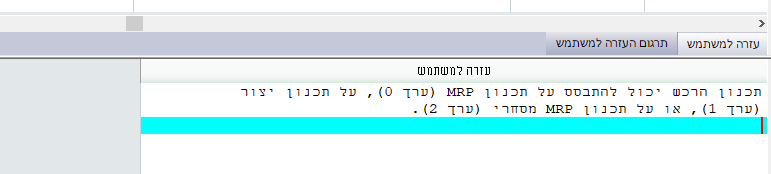 עזרה למשתמש
תרגום העזרה למשתמש
עזרה למשתמש
תכנון הרכש יכול להתבסס על תכנון MRP (ערך 0), על תכנון יצור
(ערך 1), או על תכנון MRP מסחרי (ערך 2).